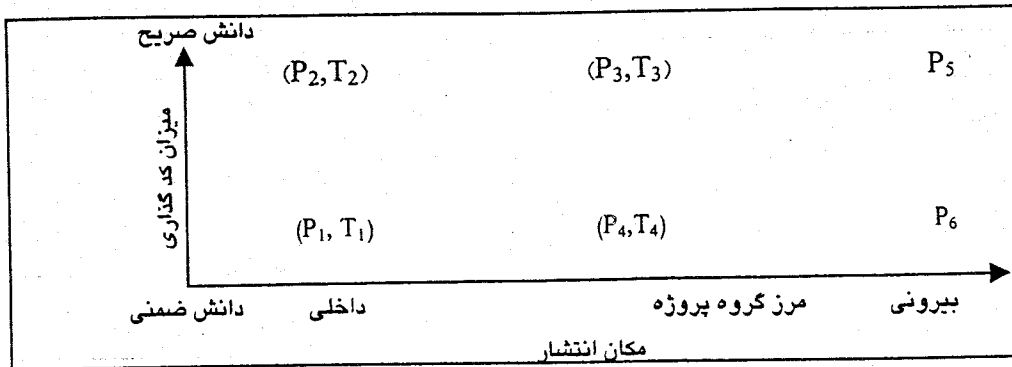 دانش صریح
(P2,T2) (P3,T3) P5
میزان کد گذاری
(P1, T1) (P4,T4) P6
دانش ضمنی داخلی مرز گروه پروژه بیرونی
مکان انتشار